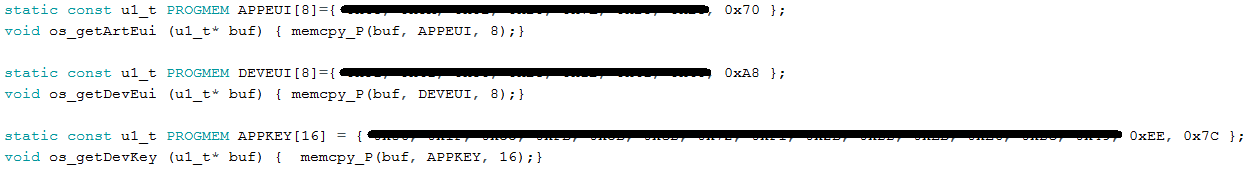 static const u1_t PROGMEM APPEUI[8]={ , 0x70 };
void os_getArtEui (u1_t* buf) { memcpy_P(buf, APPEUI, 8);}
static const u1_t PROGMEM DEVEUI[8]={ , 0xA8 };
void os_getDevEui (u1_t* buf) { memcpy_P(buf, DEVEUI, 8);}
static const u1_t PROGMEM APPKEY[16] = { 0xEE, 0x7C };
void os_getDevKey (u1_t* buf) {  memcpy_P(buf, APPKEY, 16);}